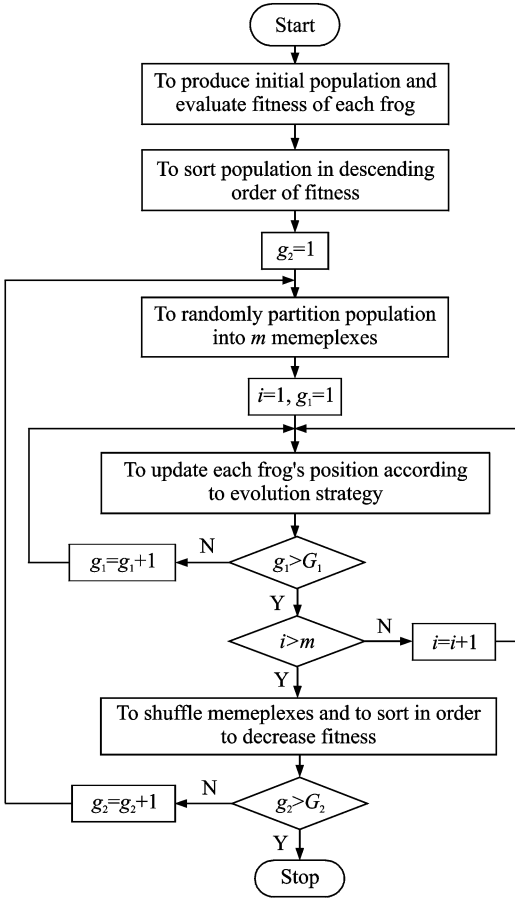 Start
To produce initial population and
evaluate fitness of each frog
To sort population in descending
order of fitness
g₂=1
To randomly partition population
into m memeplexes
i=1, g₁=1
To update each frog's position according
to evolution strategy
g₁=g₁+1
N
g₁>G₁
Y
i>m
N
i=i+1
Y
To shuffle memeplexes and to sort in order
to decrease fitness
g₂=g₂+1
N
g₂>G₂
Y
Stop